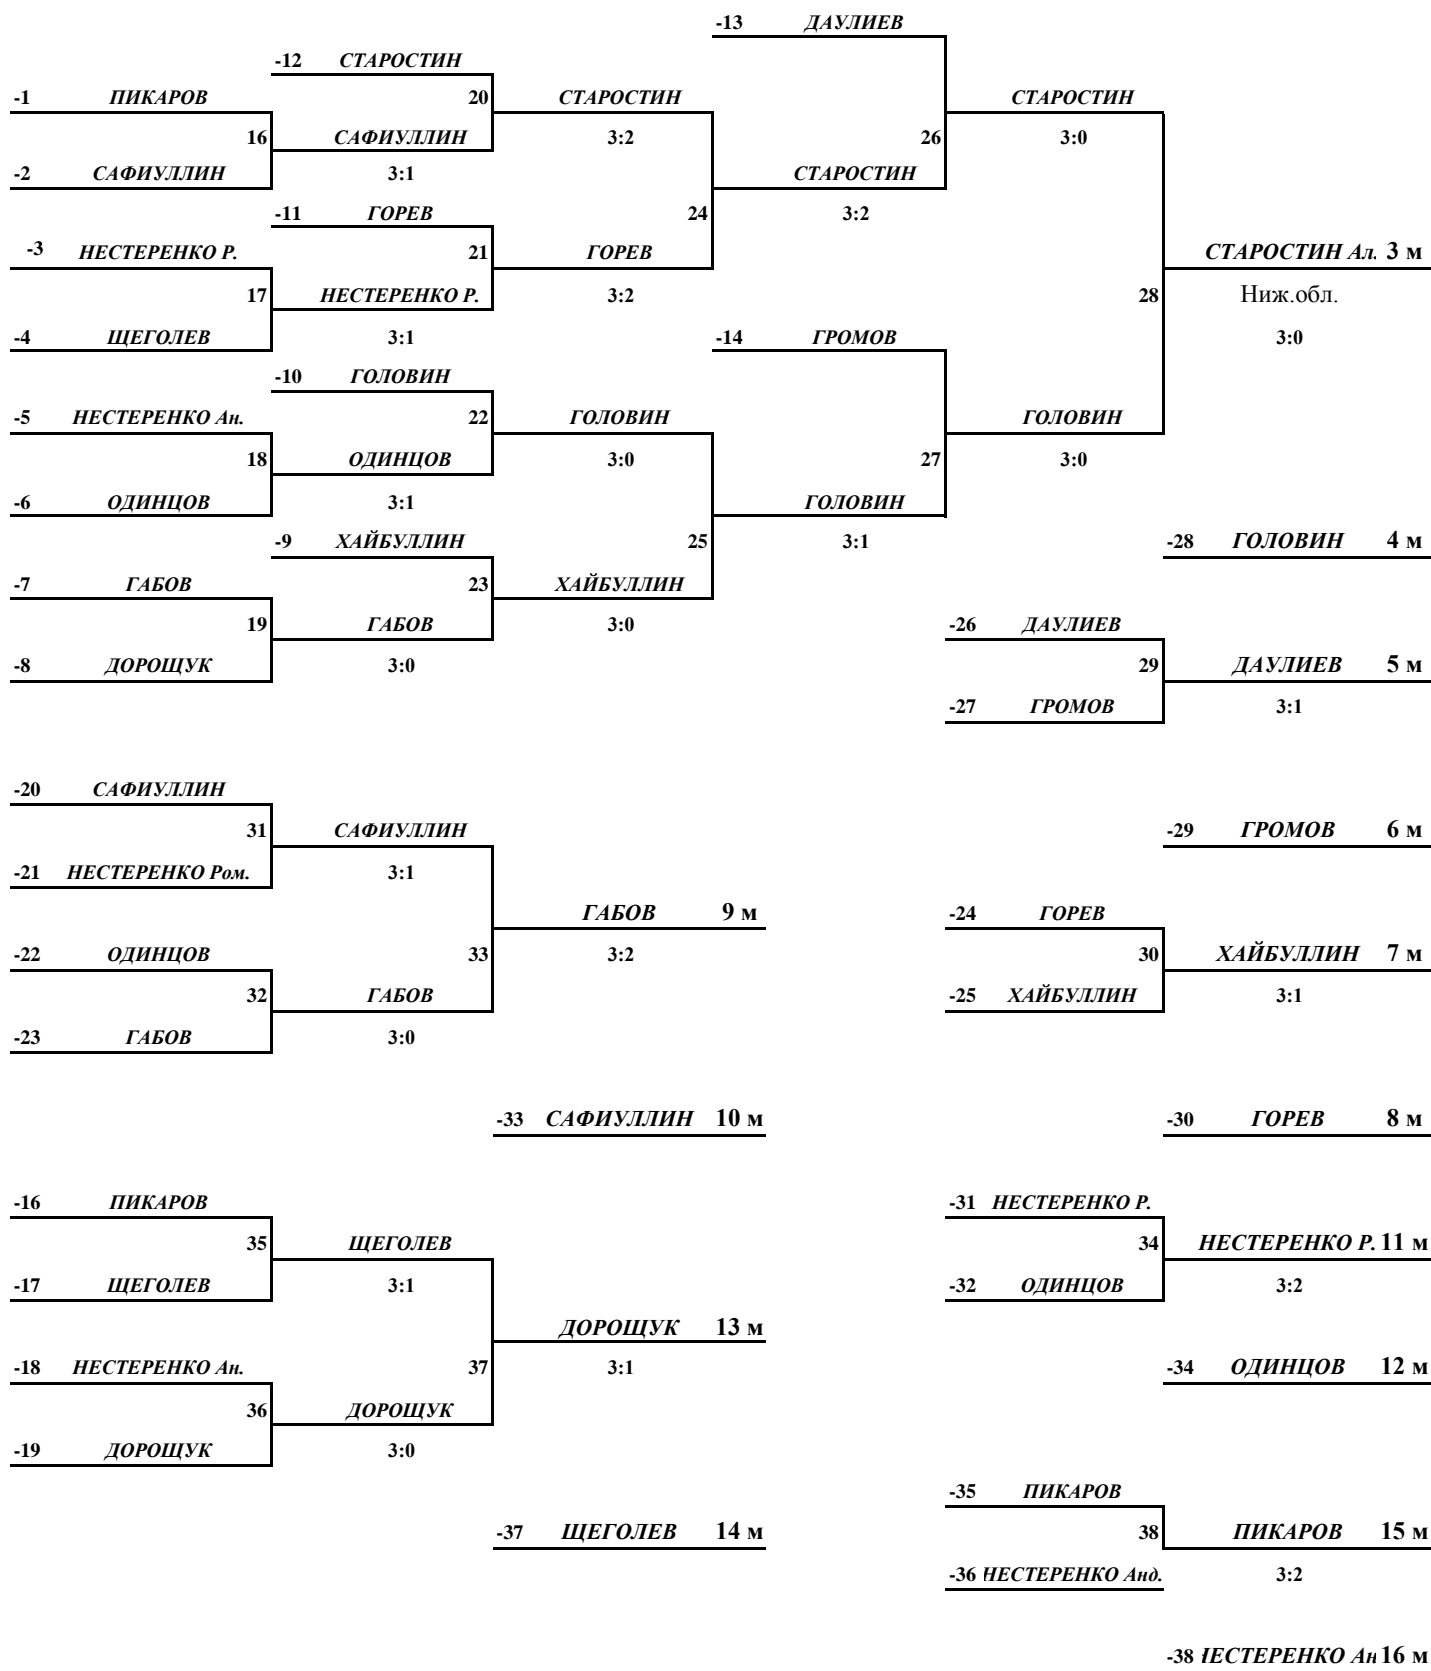 -13 ДАУЛИЕВ
-12 СТАРОСТИН
-1 ПИКАРОВ 20 СТАРОСТИН СТАРОСТИН
16 САФИУЛЛИН 3:2 26 3:0
-2 САФИУЛЛИН 3:1 СТАРОСТИН
-11 ГОРЕВ 24 3:2
-3 НЕСТЕРЕНКО Р. 21 ГОРЕВ СТАРОСТИН Ал. 3 м
17 НЕСТЕРЕНКО Р. 3:2 28 Ниж.обл.
-4 ЩЕГОЛЕВ 3:1 -14 ГРОМОВ 3:0
-10 ГОЛОВИН
-5 НЕСТЕРЕНКО Ан. 22 ГОЛОВИН ГОЛОВИН
18 ОДИНЦОВ 3:0 27 3:0
-6 ОДИНЦОВ 3:1 ГОЛОВИН
-9 ХАЙБУЛЛИН 25 3:1 -28 ГОЛОВИН 4 м
-7 ГАБОВ 23 ХАЙБУЛЛИН
19 ГАБОВ 3:0 -26 ДАУЛИЕВ
-8 ДОРОЩУК 3:0 29 ДАУЛИЕВ 5 м
-27 ГРОМОВ 3:1
-20 САФИУЛЛИН
31 САФИУЛЛИН -29 ГРОМОВ 6 м
-21 НЕСТЕРЕНКО Ром. 3:1
ГАБОВ 9 м -24 ГОРЕВ
-22 ОДИНЦОВ 33 3:2 30 ХАЙБУЛЛИН 7 м
32 ГАБОВ -25 ХАЙБУЛЛИН 3:1
-23 ГАБОВ 3:0
-33 САФИУЛЛИН 10 м -30 ГОРЕВ 8 м
-16 ПИКАРОВ -31 НЕСТЕРЕНКО Р.
35 ЩЕГОЛЕВ 34 НЕСТЕРЕНКО Р. 11 м
-17 ЩЕГОЛЕВ 3:1 -32 ОДИНЦОВ 3:2
ДОРОЩУК 13 м
-18 НЕСТЕРЕНКО Ан. 37 3:1 -34 ОДИНЦОВ 12 м
36 ДОРОЩУК
-19 ДОРОЩУК 3:0
-35 ПИКАРОВ
-37 ЩЕГОЛЕВ 14 м 38 ПИКАРОВ 15 м
-36 НЕСТЕРЕНКО Анд. 3:2
-38 НЕСТЕРЕНКО Ан 16 м